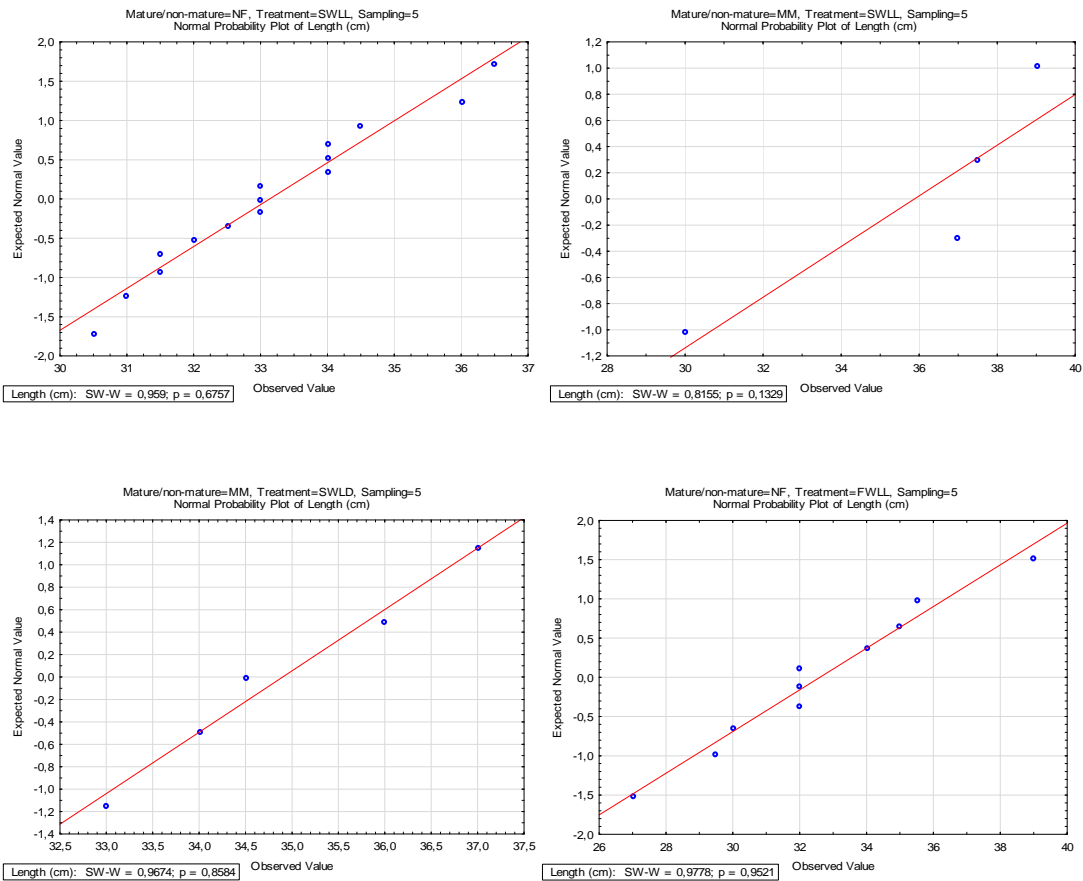 Mature/non-mature=NF, Treatment=SWLL, Sampling=5
Normal Probability Plot of Length (cm)
2,0
1,5
1,0
0,5
0,0
-0,5
-1,0
-1,5
-2,0
Expected Normal Value
30 31 32 33 34 35 36 37
Observed Value
Length (cm): SW-W = 0,959; p = 0,6757
Mature/non-mature=MM, Treatment=SWLL, Sampling=5
Normal Probability Plot of Length (cm)
1,2
1,0
0,8
0,6
0,4
0,2
0,0
-0,2
-0,4
-0,6
-0,8
-1,0
-1,2
Expected Normal Value
28 30 32 34 36 38 40
Observed Value
Length (cm): SW-W = 0,8155; p = 0,1329
Mature/non-mature=MM, Treatment=SWLD, Sampling=5
Normal Probability Plot of Length (cm)
1,4
1,2
1,0
0,8
0,6
0,4
0,2
0,0
-0,2
-0,4
-0,6
-0,8
-1,0
-1,2
-1,4
Expected Normal Value
32,5 33,0 33,5 34,0 34,5 35,0 35,5 36,0 36,5 37,0 37,5
Observed Value
Length (cm): SW-W = 0,9674; p = 0,8584
Mature/non-mature=NF, Treatment=FWLL, Sampling=5
Normal Probability Plot of Length (cm)
2,0
1,5
1,0
0,5
0,0
-0,5
-1,0
-1,5
-2,0
Expected Normal Value
26 28 30 32 34 36 38 40
Observed Value
Length (cm): SW-W = 0,9778; p = 0,9521